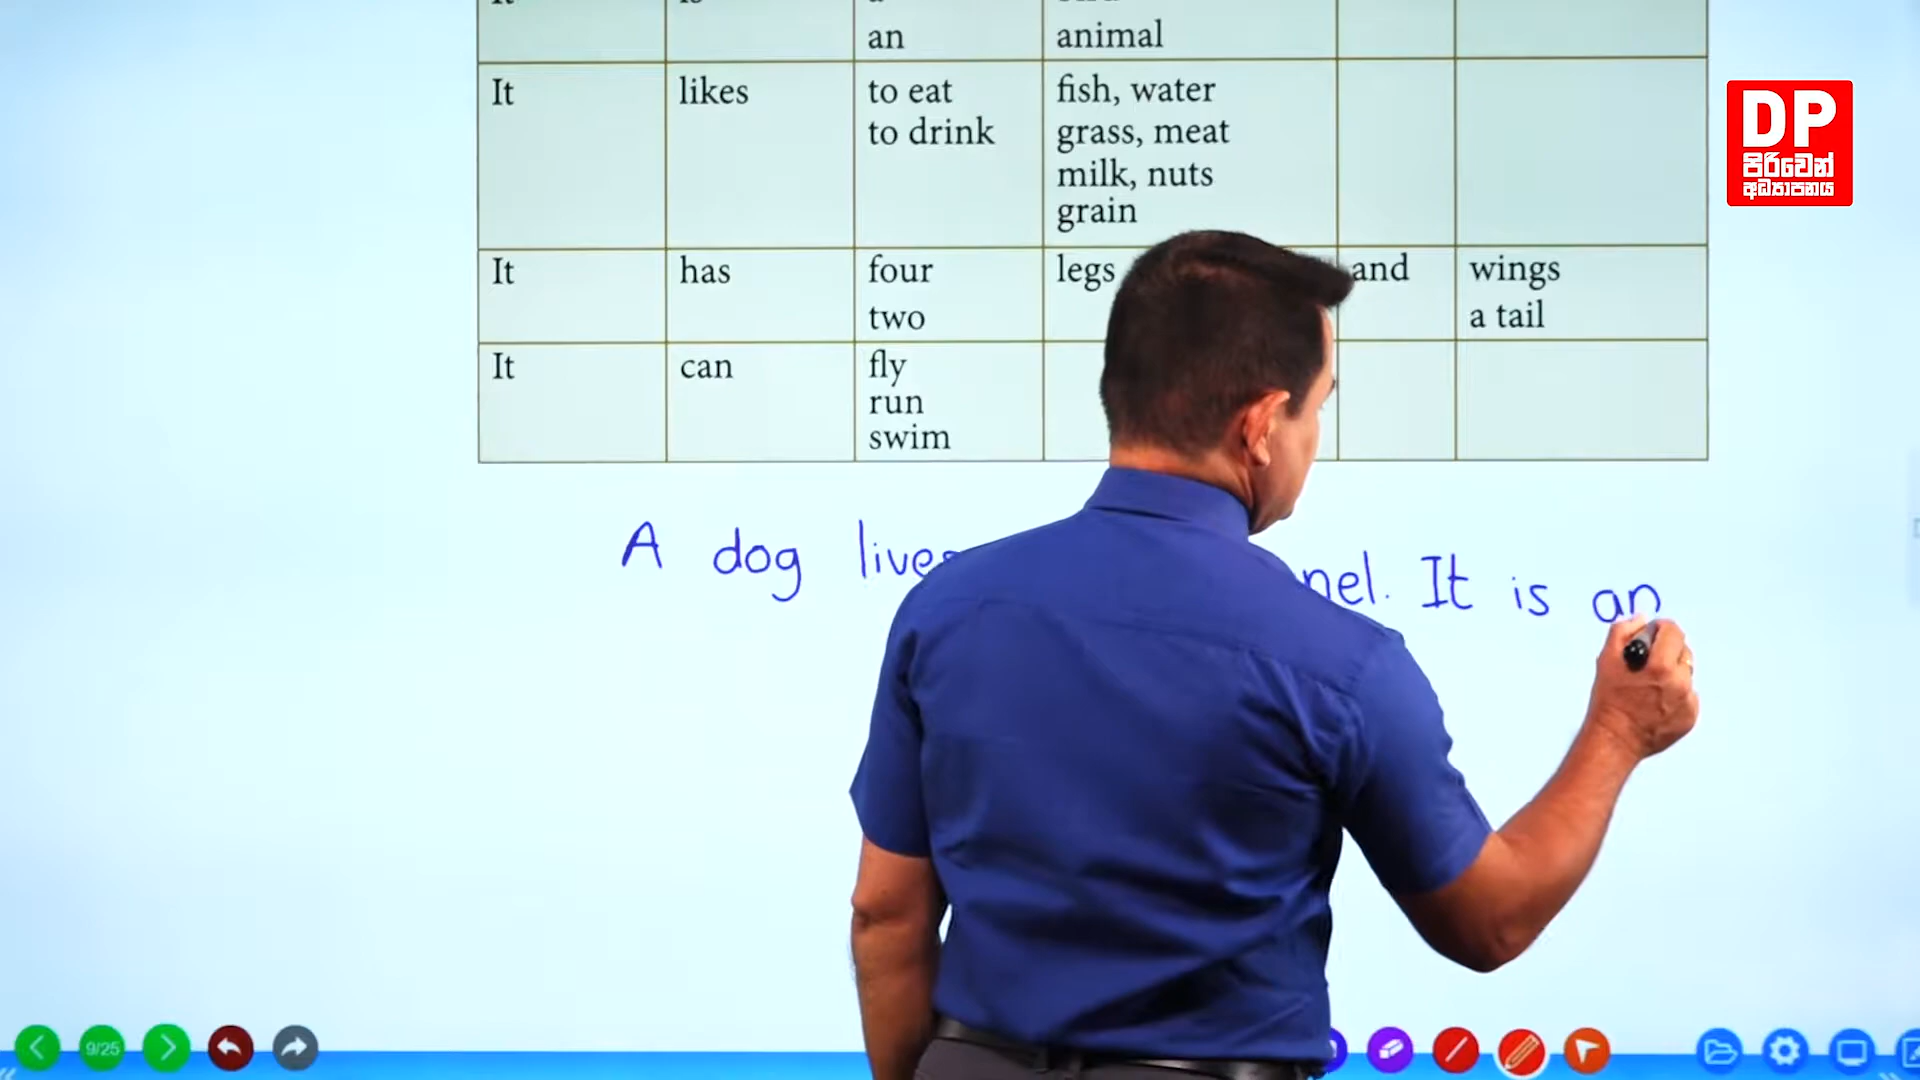 an animal
It likes to eat fish, water
to drink grass, meat
milk, nuts
grain
It has four legs and wings
two a tail
It can fly
run
swim
A dog nel. It is an
DP
පිරිවෙන්
අධ්‍යාපනය
9/25